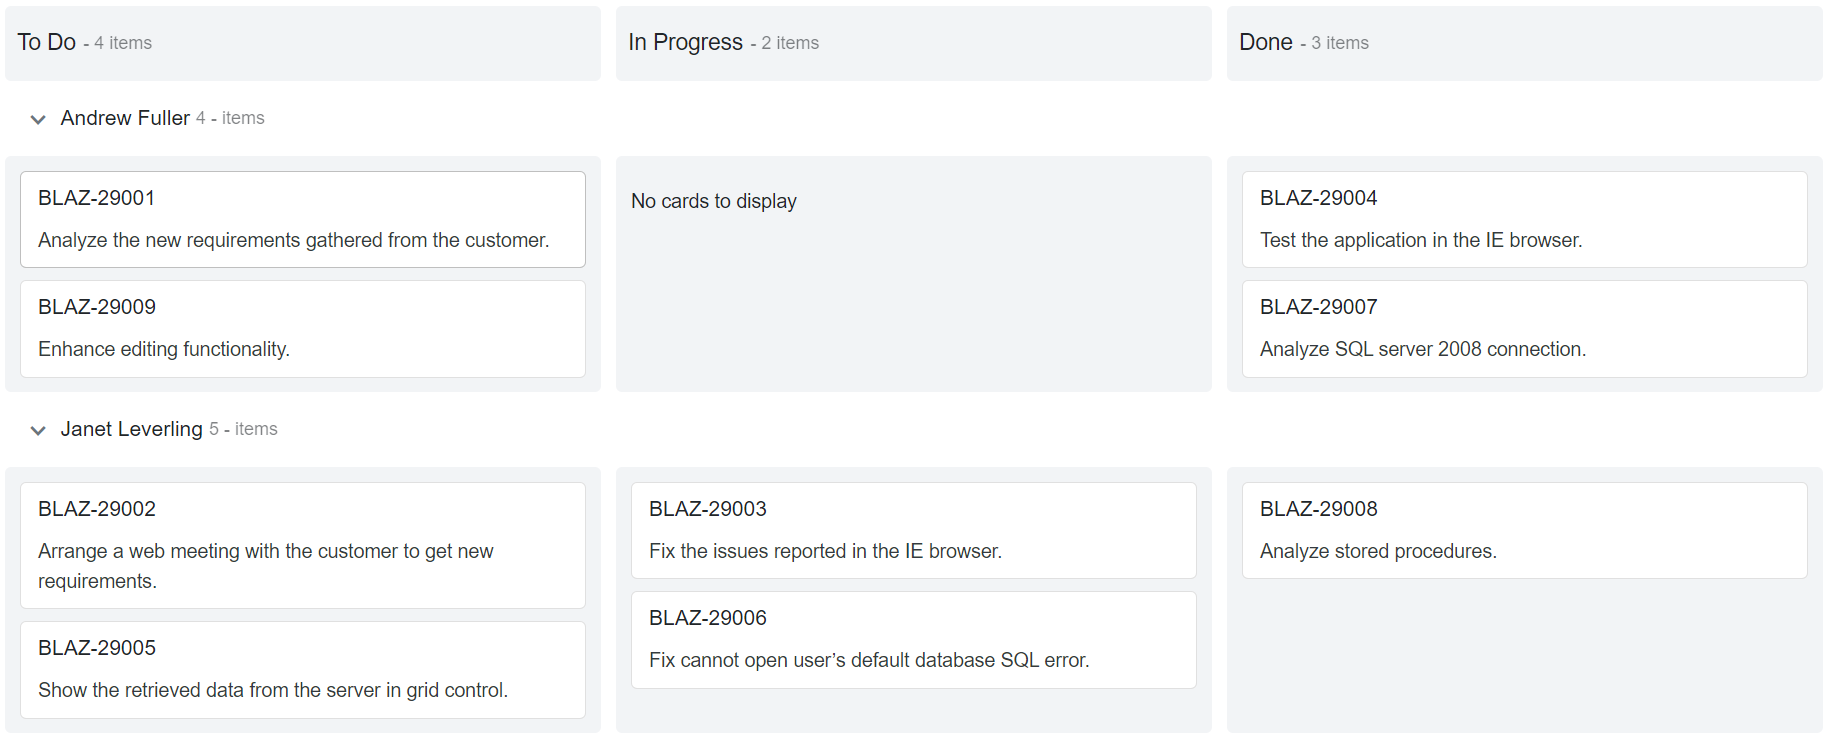 To Do - 4 items
In Progress - 2 items
Done - 3 items
Andrew Fuller 4 - items
BLAZ-29001
Analyze the new requirements gathered from the customer.
BLAZ-29009
Enhance editing functionality.
No cards to display
BLAZ-29004
Test the application in the IE browser.
BLAZ-29007
Analyze SQL server 2008 connection.
Janet Leverling 5 - items
BLAZ-29002
Arrange a web meeting with the customer to get new
requirements.
BLAZ-29005
Show the retrieved data from the server in grid control.
BLAZ-29003
Fix the issues reported in the IE browser.
BLAZ-29006
Fix cannot open user’s default database SQL error.
BLAZ-29008
Analyze stored procedures.